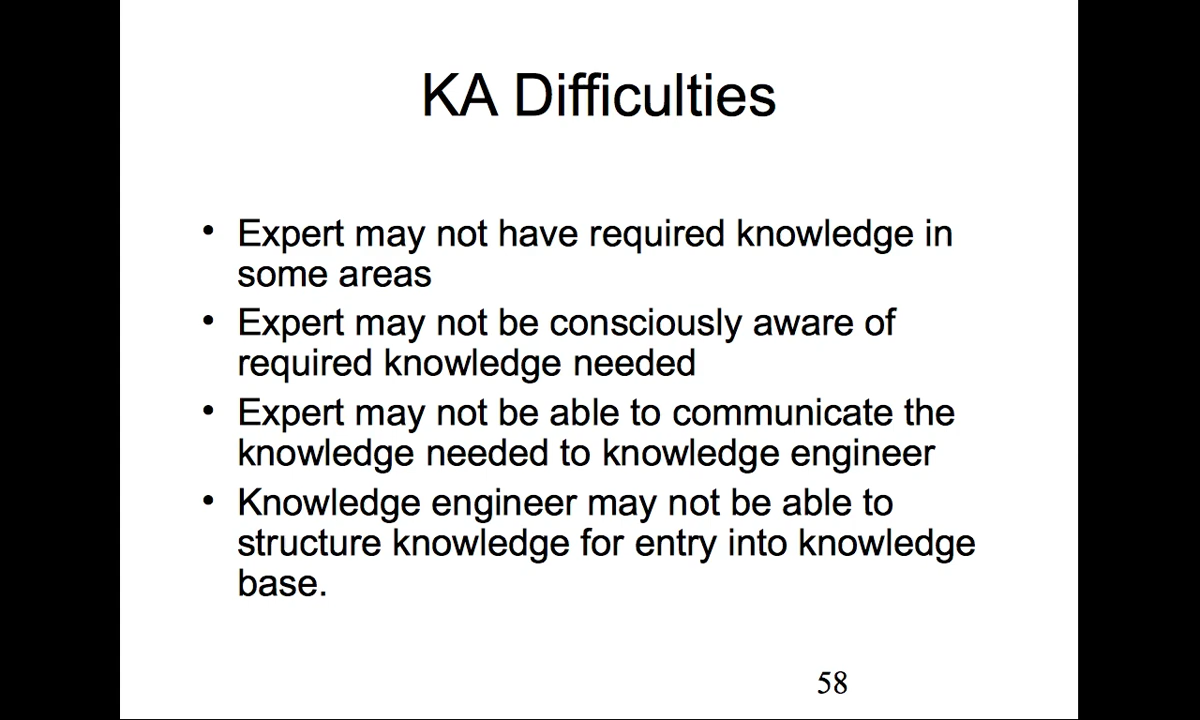 KA Difficulties
• Expert may not have required knowledge in
some areas
• Expert may not be consciously aware of
required knowledge needed
• Expert may not be able to communicate the
knowledge needed to knowledge engineer
• Knowledge engineer may not be able to
structure knowledge for entry into knowledge
base.
58